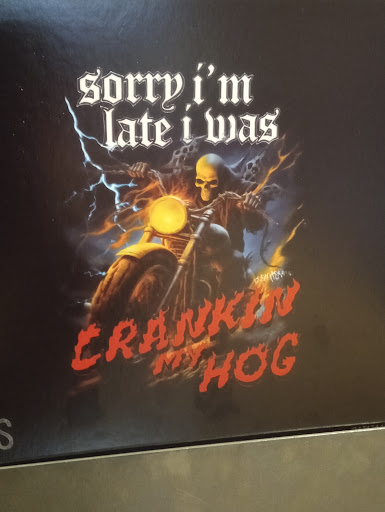 sorry i'm
late i was
CRANKIN
MY
HOG
S